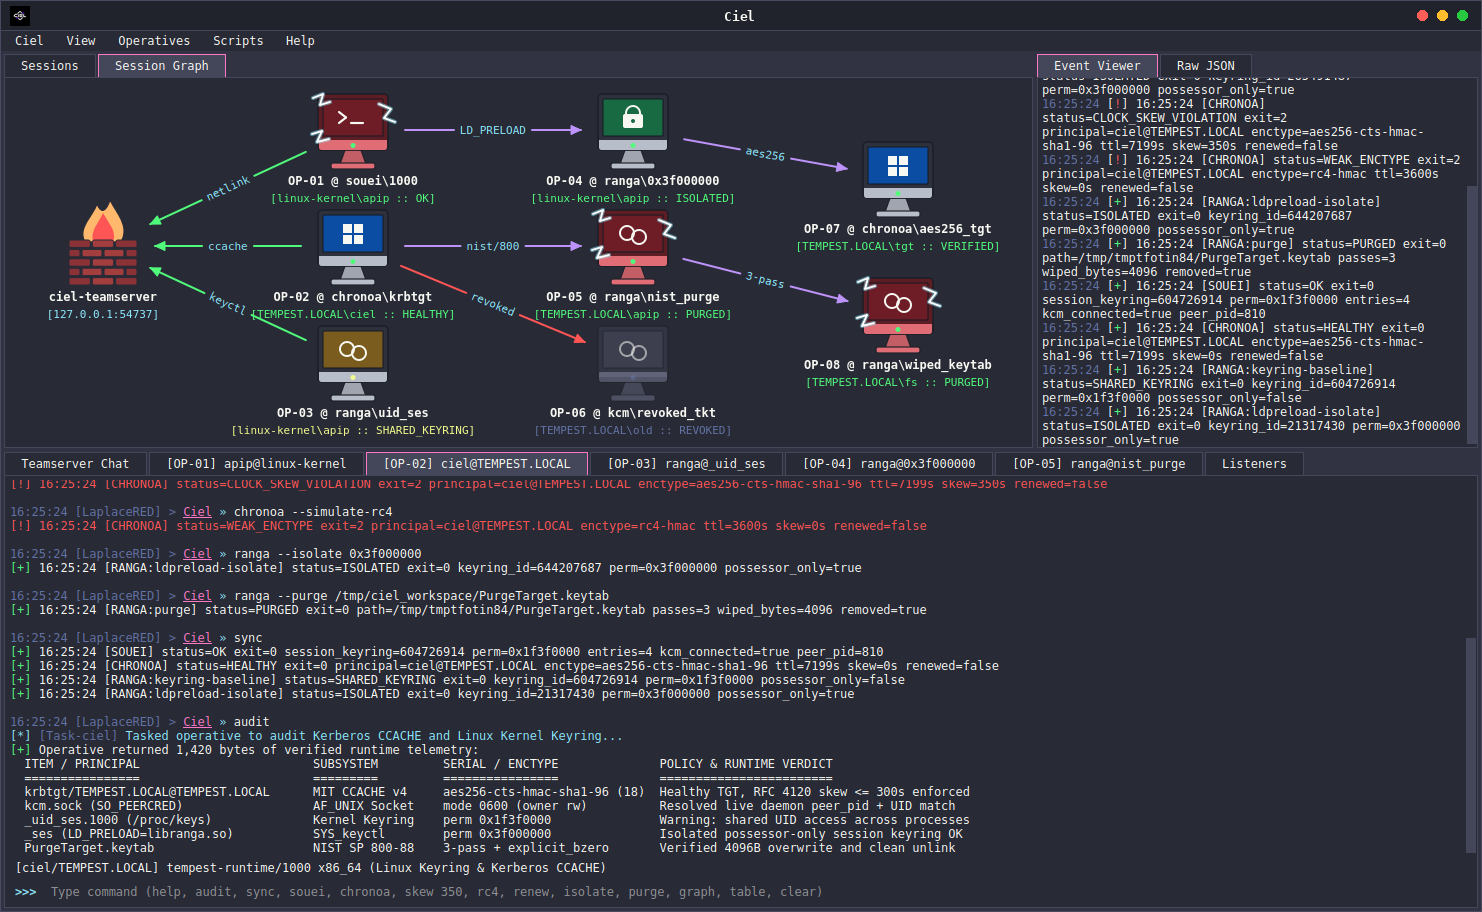 Ciel
Ciel View Operatives Scripts Help
Sessions Session Graph
LD_PRELOAD
aes256
netlink
OP-01 @ souei\1000
[linux-kernel\apip :: OK]
OP-04 @ ranga\0x3f000000
[linux-kernel\apip :: ISOLATED]
OP-07 @ chronoa\aes256_tgt
[TEMPEST.LOCAL\tgt :: VERIFIED]
ccache
nist/800
3-pass
ciel-teamserver
[127.0.0.1:54737]
keyctl
OP-02 @ chronoa\krbtgt
[TEMPEST.LOCAL\ciel :: HEALTHY]
revoked
OP-05 @ ranga\nist_purge
[TEMPEST.LOCAL\apip :: PURGED]
OP-08 @ ranga\wiped_keytab
[TEMPEST.LOCAL\fs :: PURGED]
OP-03 @ ranga\uid_ses
[linux-kernel\apip :: SHARED_KEYRING]
OP-06 @ kcm\revoked_tkt
[TEMPEST.LOCAL\old :: REVOKED]
Event Viewer Raw JSON
perm=0x3f000000 possessor_only=true
16:25:24 [!] 16:25:24 [CHRONOA]
status=CLOCK_SKEW_VIOLATION exit=2
principal=ciel@TEMPEST.LOCAL enctype=aes256-cts-hmac-
sha1-96 ttl=7199s skew=350s renewed=false
16:25:24 [!] 16:25:24 [CHRONOA] status=WEAK_ENCTYPE exit=2
principal=ciel@TEMPEST.LOCAL enctype=rc4-hmac ttl=3600s
skew=0s renewed=false
16:25:24 [+] 16:25:24 [RANGA:ldpreload-isolate]
status=ISOLATED exit=0 keyring_id=644207687
perm=0x3f000000 possessor_only=true
16:25:24 [+] 16:25:24 [RANGA:purge] status=PURGED exit=0
path=/tmp/tmptfotin84/PurgeTarget.keytab passes=3
wiped_bytes=4096 removed=true
16:25:24 [+] 16:25:24 [SOUEI] status=OK exit=0
session_keyring=604726914 perm=0x1f3f0000 entries=4
kcm_connected=true peer_pid=810
16:25:24 [+] 16:25:24 [CHRONOA] status=HEALTHY exit=0
principal=ciel@TEMPEST.LOCAL enctype=aes256-cts-hmac-
sha1-96 ttl=7199s skew=0s renewed=false
16:25:24 [+] 16:25:24 [RANGA:keyring-baseline]
status=SHARED_KEYRING exit=0 keyring_id=604726914
perm=0x1f3f0000 possessor_only=false
16:25:24 [+] 16:25:24 [RANGA:ldpreload-isolate]
status=ISOLATED exit=0 keyring_id=21317430 perm=0x3f000000
possessor_only=true
Teamserver Chat [OP-01] apip@linux-kernel [OP-02] ciel@TEMPEST.LOCAL [OP-03] ranga@_uid_ses [OP-04] ranga@0x3f000000 [OP-05] ranga@nist_purge Listeners
[!] 16:25:24 [CHRONOA] status=CLOCK_SKEW_VIOLATION exit=2 principal=ciel@TEMPEST.LOCAL enctype=aes256-cts-hmac-sha1-96 ttl=7199s skew=350s renewed=false
16:25:24 [LaplaceRED] > Ciel » chronoa --simulate-rc4
[!] 16:25:24 [CHRONOA] status=WEAK_ENCTYPE exit=2 principal=ciel@TEMPEST.LOCAL enctype=rc4-hmac ttl=3600s skew=0s renewed=false
16:25:24 [LaplaceRED] > Ciel » ranga --isolate 0x3f000000
[+] 16:25:24 [RANGA:ldpreload-isolate] status=ISOLATED exit=0 keyring_id=644207687 perm=0x3f000000 possessor_only=true
16:25:24 [LaplaceRED] > Ciel » ranga --purge /tmp/ciel_workspace/PurgeTarget.keytab
[+] 16:25:24 [RANGA:purge] status=PURGED exit=0 path=/tmp/tmptfotin84/PurgeTarget.keytab passes=3 wiped_bytes=4096 removed=true
16:25:24 [LaplaceRED] > Ciel » sync
[+] 16:25:24 [SOUEI] status=OK exit=0 session_keyring=604726914 perm=0x1f3f0000 entries=4 kcm_connected=true peer_pid=810
[+] 16:25:24 [CHRONOA] status=HEALTHY exit=0 principal=ciel@TEMPEST.LOCAL enctype=aes256-cts-hmac-sha1-96 ttl=7199s skew=0s renewed=false
[+] 16:25:24 [RANGA:keyring-baseline] status=SHARED_KEYRING exit=0 keyring_id=604726914 perm=0x1f3f0000 possessor_only=false
[+] 16:25:24 [RANGA:ldpreload-isolate] status=ISOLATED exit=0 keyring_id=21317430 perm=0x3f000000 possessor_only=true
16:25:24 [LaplaceRED] > Ciel » audit
[*] [Task-ciel] Tasked operative to audit Kerberos CCACHE and Linux Kernel Keyring...
[+] Operative returned 1,420 bytes of verified runtime telemetry:
ITEM / PRINCIPAL SUBSYSTEM SERIAL / ENCTYPE POLICY & RUNTIME VERDICT
================ ========= ================ ========================
krbtgt/TEMPEST.LOCAL@TEMPEST.LOCAL MIT CCACHE v4 aes256-cts-hmac-sha1-96 (18) Healthy TGT, RFC 4120 skew <= 300s enforced
kcm.sock (SO_PEERCRED) AF_UNIX Socket mode 0600 (owner rw) Resolved live daemon peer_pid + UID match
_uid_ses.1000 (/proc/keys) Kernel Keyring perm 0x1f3f0000 Warning: shared UID access across processes
_ses (LD_PRELOAD=libranga.so) SYS_keyctl perm 0x3f000000 Isolated possessor-only session keyring OK
PurgeTarget.keytab NIST SP 800-88 3-pass + explicit_bzero Verified 4096B overwrite and clean unlink
[ciel/TEMPEST.LOCAL] tempest-runtime/1000 x86_64 (Linux Keyring & Kerberos CCACHE)
>>> Type command (help, audit, sync, souei, chronoa, skew 350, rc4, renew, isolate, purge, graph, table, clear)